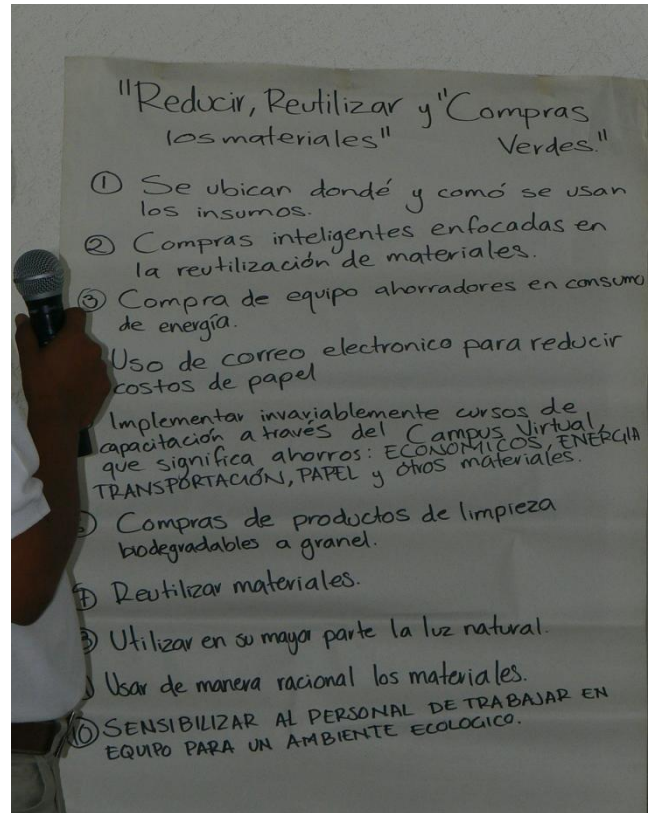 "Reducir, Reutilizar y "Compras
los materiales" Verdes."
① Se ubican dondé y comó se usan
los insumos.
② Compras inteligentes enfocadas en
la reutilización de materiales.
③ Compra de equipo ahorradores en consumo
de energía.
Uso de correo electronico para reducir
costos de papel
Implementar invariablemente cursos de
capacitación a través del Campus Virtual,
que significa ahorros: ECONOMICOS, ENERGIA
TRANSPORTACIÓN, PAPEL y otros materiales.
Compras de productos de limpieza
biodegradables a granel.
⑦ Reutilizar materiales.
⑧ Utilizar en su mayor parte la luz natural.
Usar de manera racional los materiales.
⑩ SENSIBILIZAR AL PERSONAL DE TRABAJAR EN
EQUIPO PARA UN AMBIENTE ECOLOGICO.